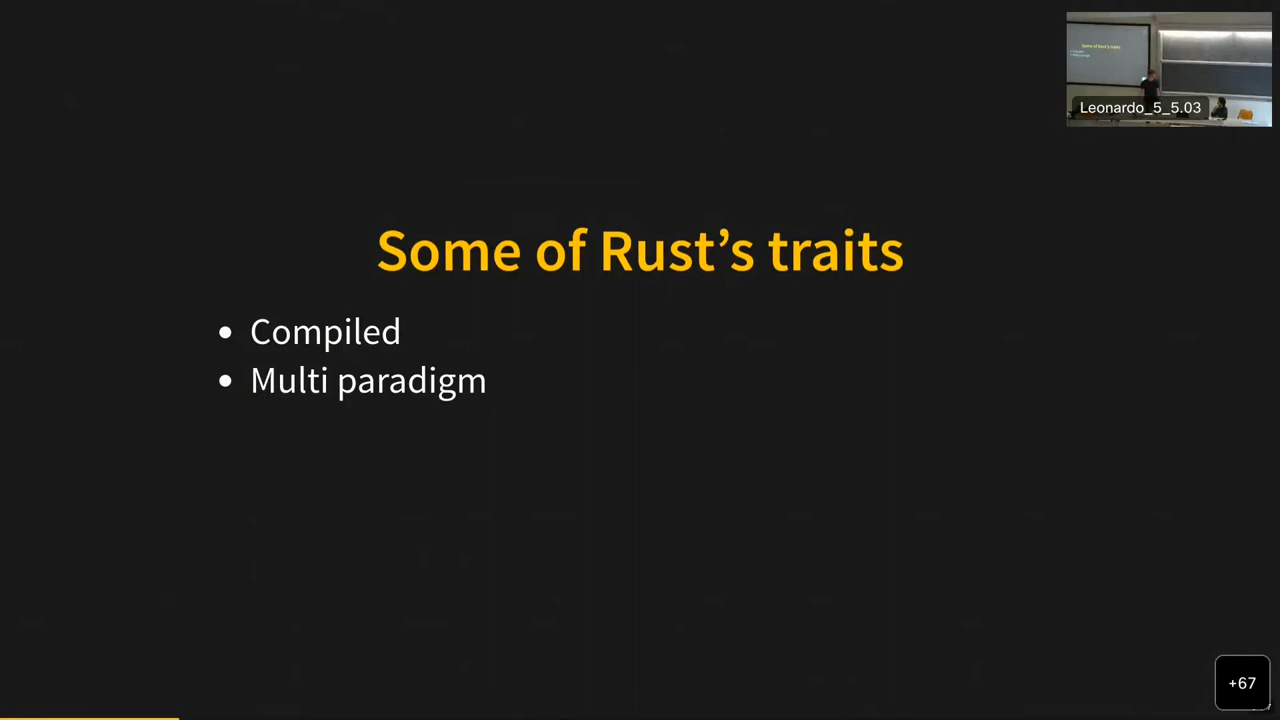 Leonardo_5_5.03
Some of Rust's traits
• Compiled
• Multi paradigm
+67